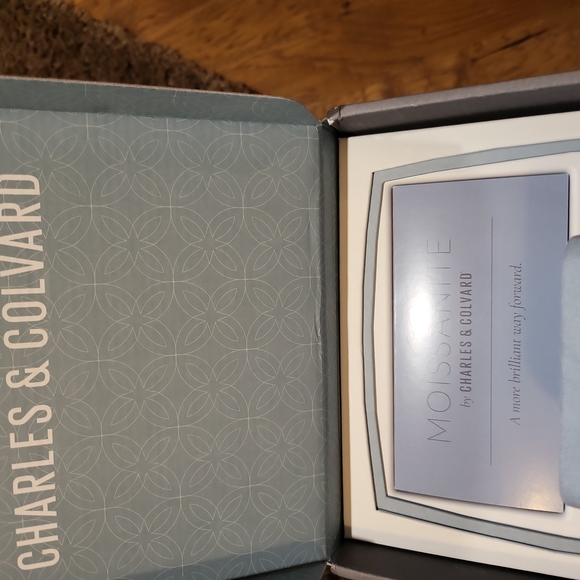 CHARLES & COLVARD
MOISSANITE
by CHARLES & COLVARD
A more brilliant way forward.